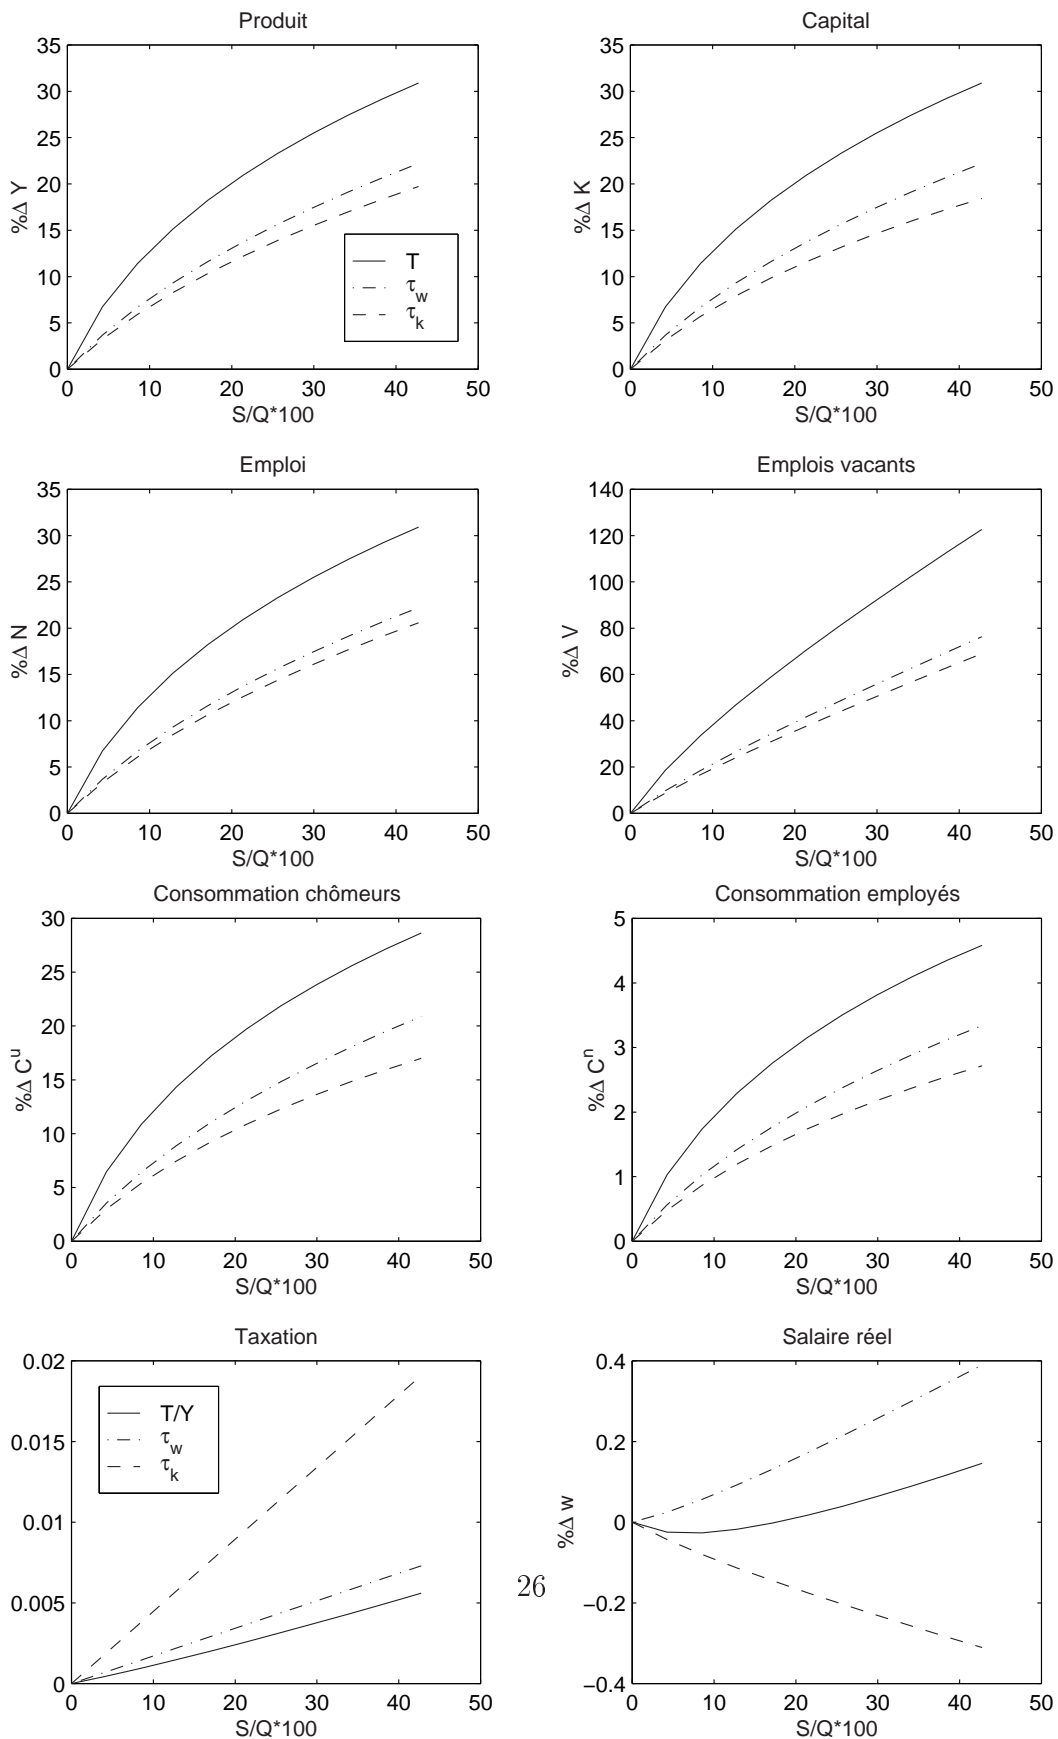 Produit
35
30
25
20
15
10
5
0
%Δ Y
T
τw
τk
0 10 20 30 40 50
S/Q*100
Capital
35
30
25
20
15
10
5
0
%Δ K
0 10 20 30 40 50
S/Q*100
Emploi
35
30
25
20
15
10
5
0
%Δ N
0 10 20 30 40 50
S/Q*100
Emplois vacants
140
120
100
80
60
40
20
0
%Δ V
0 10 20 30 40 50
S/Q*100
Consommation chômeurs
30
25
20
15
10
5
0
%Δ Cᵘ
0 10 20 30 40 50
S/Q*100
Consommation employés
5
4
3
2
1
0
%Δ Cⁿ
0 10 20 30 40 50
S/Q*100
Taxation
0.02
0.015
0.01
0.005
0
T/Y
τw
τk
0 10 20 30 40 50
S/Q*100
Salaire réel
0.4
0.2
0
−0.2
−0.4
%Δ w
0 10 20 30 40 50
S/Q*100
26